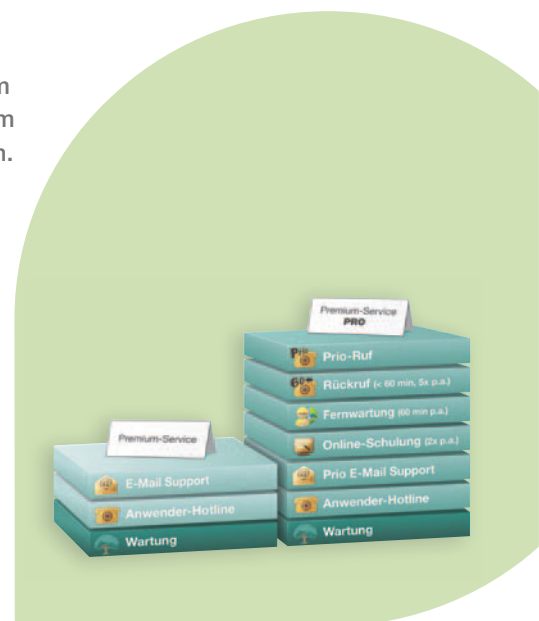 m
m
n.
Premium-Service
PRO
Prio-Ruf
Rückruf (< 60 min, 5x p.a.)
Fernwartung (60 min p.a.)
Online-Schulung (2x p.a.)
Prio E-Mail Support
Anwender-Hotline
Wartung
Premium-Service
E-Mail Support
Anwender-Hotline
Wartung